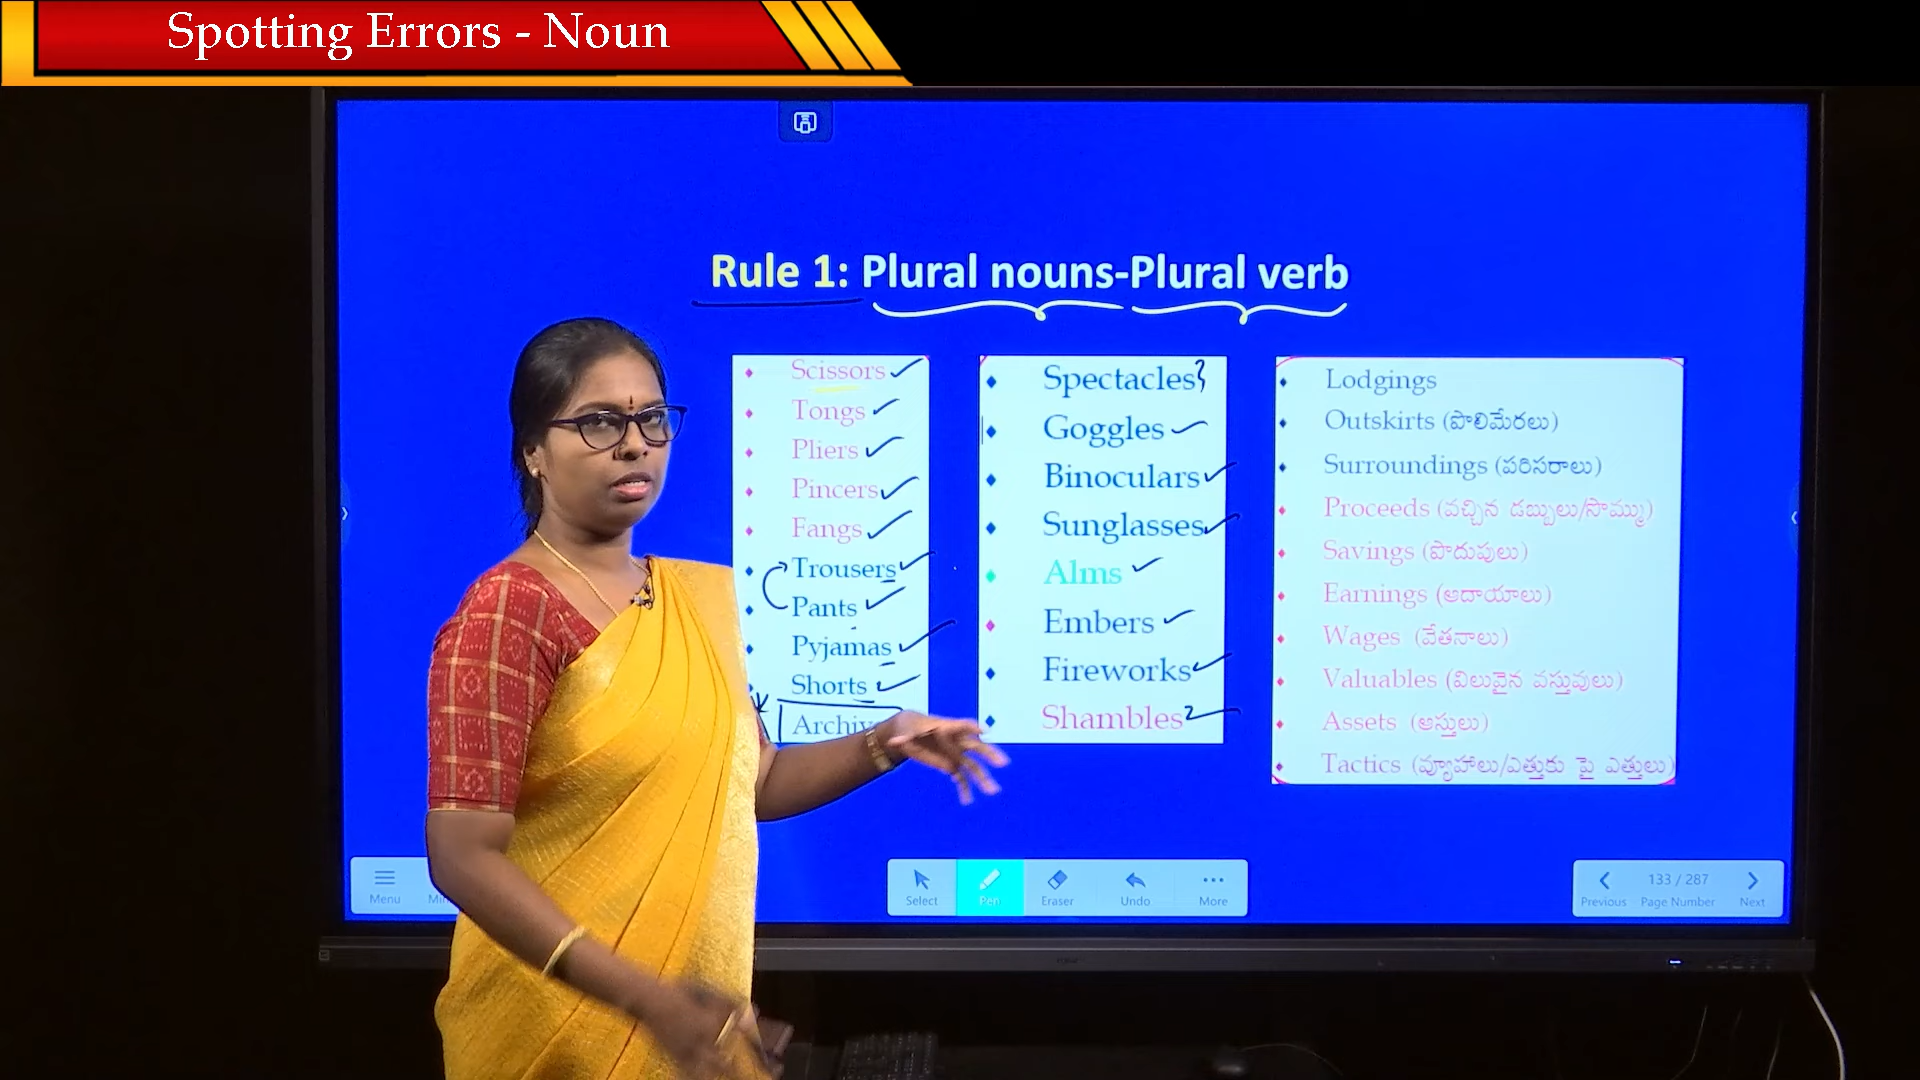 Spotting Errors - Noun
Rule 1: Plural nouns-Plural verb
Scissors
Tongs
Pliers
Pincers
Fangs
Trousers
Pants
Pyjamas
Shorts
Spectacles
Goggles
Binoculars
Sunglasses
Alms
Embers
Fireworks
Shambles
Lodgings
Outskirts (పొలిమేరలు)
Surroundings (పరిసరాలు)
Proceeds (వచ్చిన డబ్బులు/సొమ్ము)
Savings (పొదుపులు)
Earnings (ఆదాయాలు)
Wages (వేతనాలు)
Valuables (విలువైన వస్తువులు)
Assets (ఆస్తులు)
Tactics (వ్యూహాలు/ఎత్తుకు పై ఎత్తులు)
Menu
Select
Pen
Eraser
Undo
More
133 / 287
Previous Page Number Next